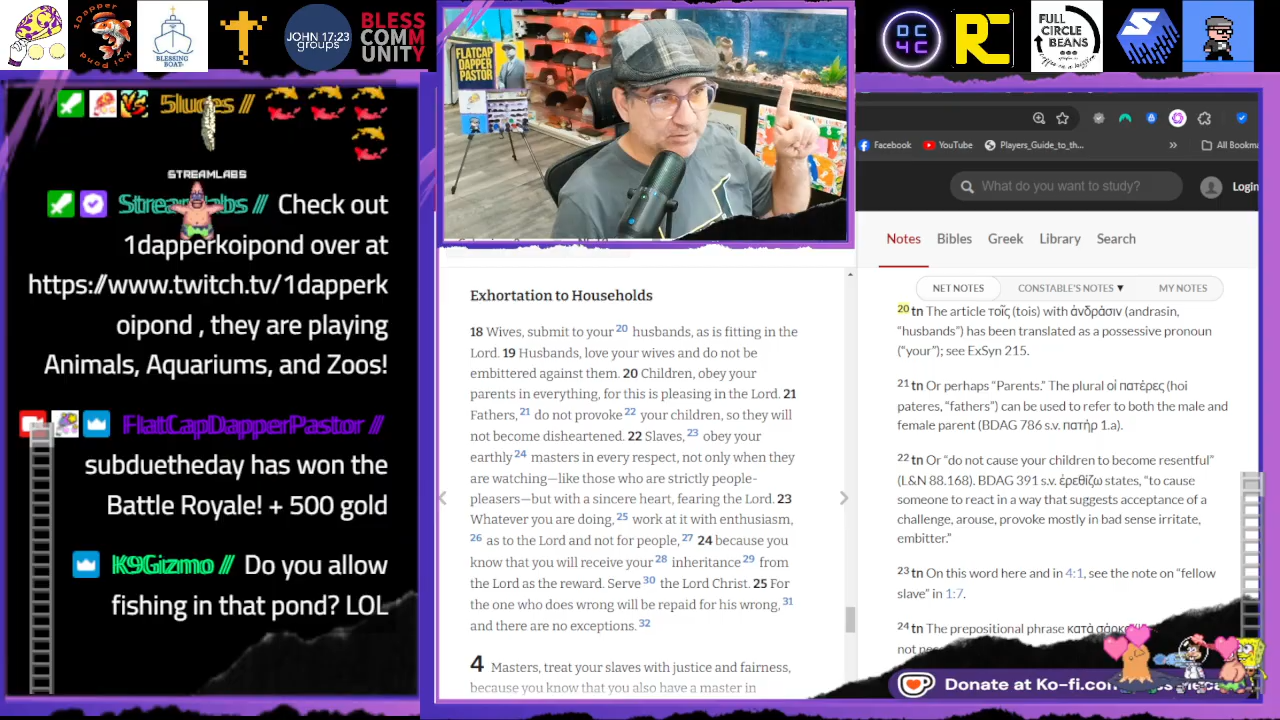 1 Dapper
Koi pond
BLESSING BOAT
JOHN 17:23
groups
BLESS
COMM
UNITY
FLATCAP
DAPPER
PASTOR
OC
4C
RC
FULL
CIRCLE
BEANS
5luces //
STREAMLABS
Streamlabs // Check out
1dapperkoipond over at
https://www.twitch.tv/1dapperk
oipond , they are playing
Animals, Aquariums, and Zoos!
FlatCapDapperPastor //
subduetheday has won the
Battle Royale! + 500 gold
K9Gizmo // Do you allow
fishing in that pond? LOL
Exhortation to Households
18 Wives, submit to your 20 husbands, as is fitting in the
Lord. 19 Husbands, love your wives and do not be
embittered against them. 20 Children, obey your
parents in everything, for this is pleasing in the Lord. 21
Fathers, 21 do not provoke 22 your children, so they will
not become disheartened. 22 Slaves, 23 obey your
earthly 24 masters in every respect, not only when they
are watching—like those who are strictly people-
pleasers—but with a sincere heart, fearing the Lord. 23
Whatever you are doing, 25 work at it with enthusiasm,
26 as to the Lord and not for people, 27 24 because you
know that you will receive your 28 inheritance 29 from
the Lord as the reward. Serve 30 the Lord Christ. 25 For
the one who does wrong will be repaid for his wrong, 31
and there are no exceptions. 32
4 Masters, treat your slaves with justice and fairness,
because you know that you also have a master in
Facebook YouTube Players_Guide_to_th... » All Bookma
What do you want to study? Login
Notes Bibles Greek Library Search
NET NOTES CONSTABLE'S NOTES ▼ MY NOTES
20 tn The article τοῖς (tois) with ἀνδράσιν (andrasin,
“husbands”) has been translated as a possessive pronoun
(“your”); see ExSyn 215.
21 tn Or perhaps “Parents.” The plural οἱ πατέρες (hoi
pateres, “fathers”) can be used to refer to both the male and
female parent (BDAG 786 s.v. πατήρ 1.a).
22 tn Or “do not cause your children to become resentful”
(L&N 88.168). BDAG 391 s.v. ἐρεθίζω states, “to cause
someone to react in a way that suggests acceptance of a
challenge, arouse, provoke mostly in bad sense irritate,
embitter.”
23 tn On this word here and in 4:1, see the note on “fellow
slave” in 1:7.
24 tn The prepositional phrase κατὰ
not
Donate at Ko-fi.com